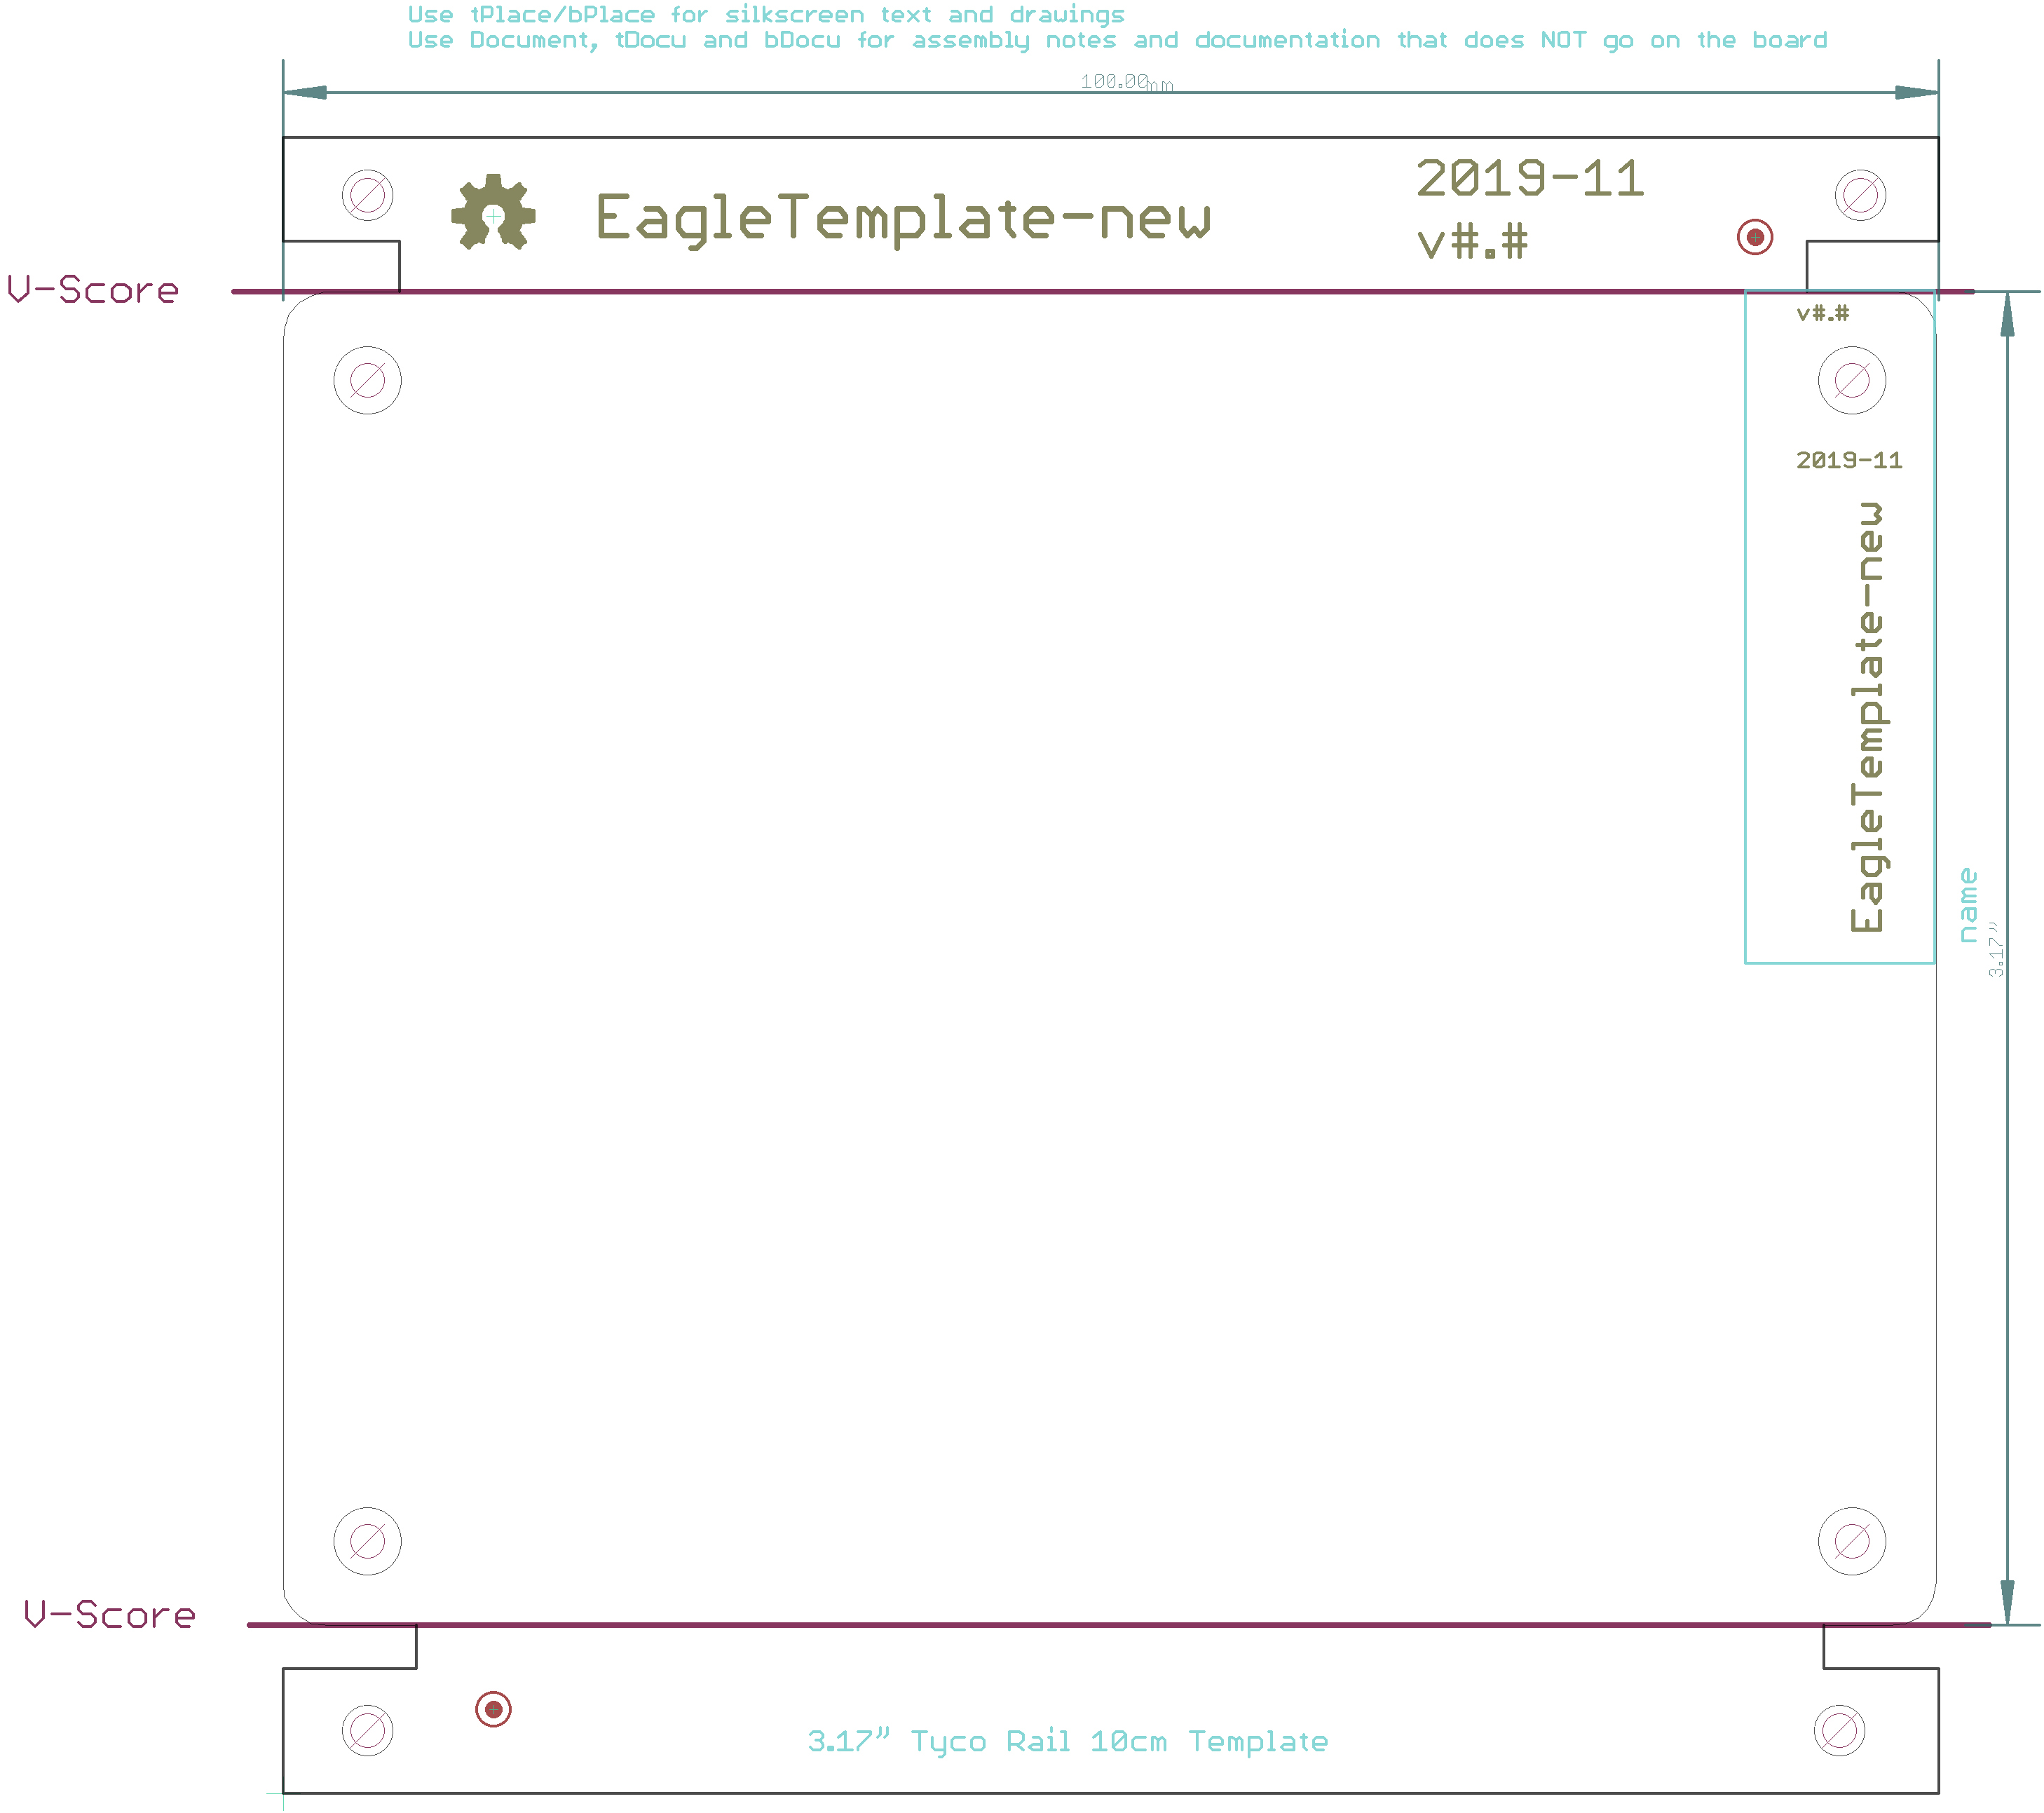 Use tPlace/bPlace for silkscreen text and drawings
Use Document, tDocu and bDocu for assembly notes and documentation that does NOT go on the board
100.00mm
EagleTemplate-new
2019-11
v#.#
V-Score
v#.#
2019-11
EagleTemplate-new
name
3.17"
V-Score
3.17" Tyco Rail 10cm Template